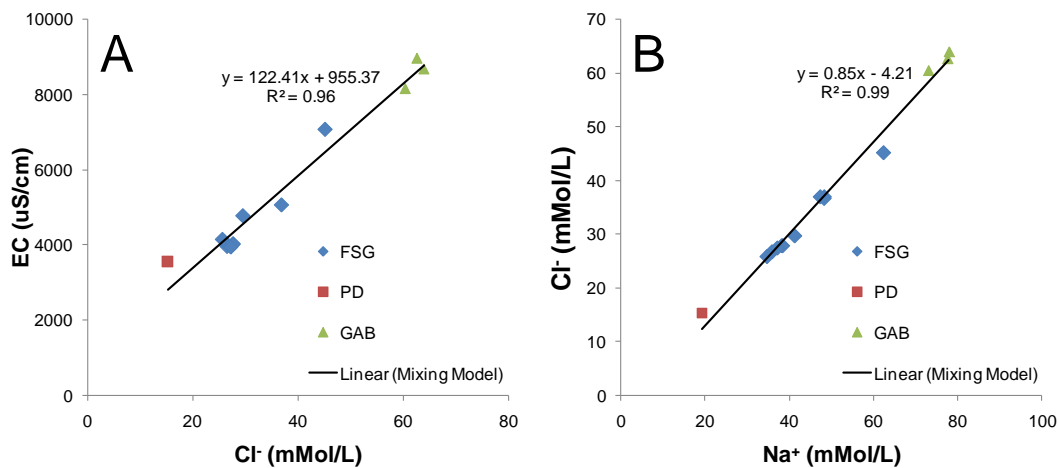 A
10000
8000
6000
4000
2000
0
0
20
40
60
80
EC (uS/cm)
Cl⁻ (mMol/L)
y = 122.41x + 955.37
R² = 0.96
FSG
PD
GAB
Linear (Mixing Model)
B
70
60
50
40
30
20
10
0
0
20
40
60
80
100
Cl⁻ (mMol/L)
Na⁺ (mMol/L)
y = 0.85x - 4.21
R² = 0.99
FSG
PD
GAB
Linear (Mixing Model)